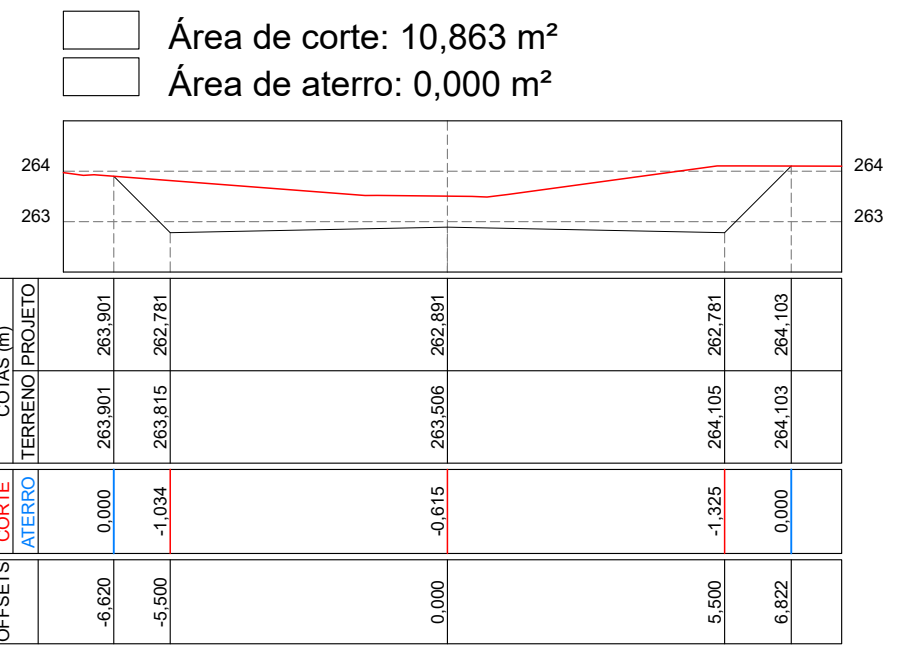 Área de corte: 10,863 m²
Área de aterro: 0,000 m²
264 264
263 263
COTAS (m)
PROJETO 263,901 262,781 262,891 262,781 264,103
TERRENO 263,901 263,815 263,506 264,105 264,103
CORTE
ATERRO 0,000 -1,034 -0,615 -1,325 0,000
OFFSETS -6,620 -5,500 0,000 5,500 6,822